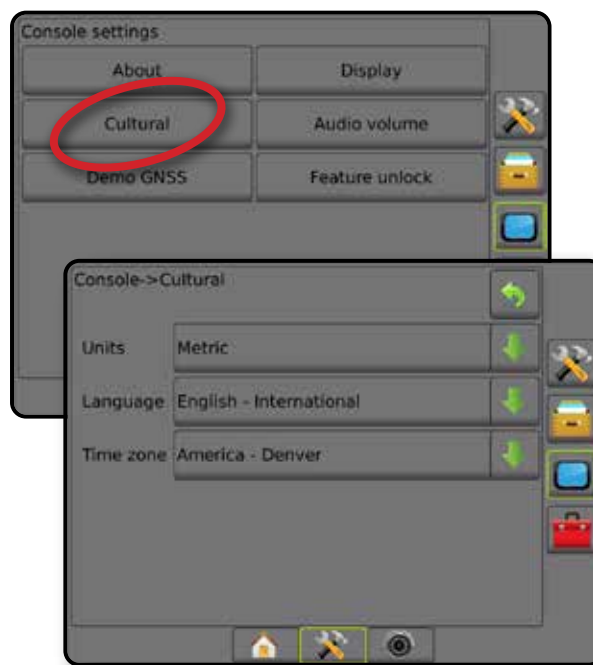 Console settings
About Display
Cultural Audio volume
Demo GNSS Feature unlock
Console->Cultural
Units Metric
Language English - International
Time zone America - Denver